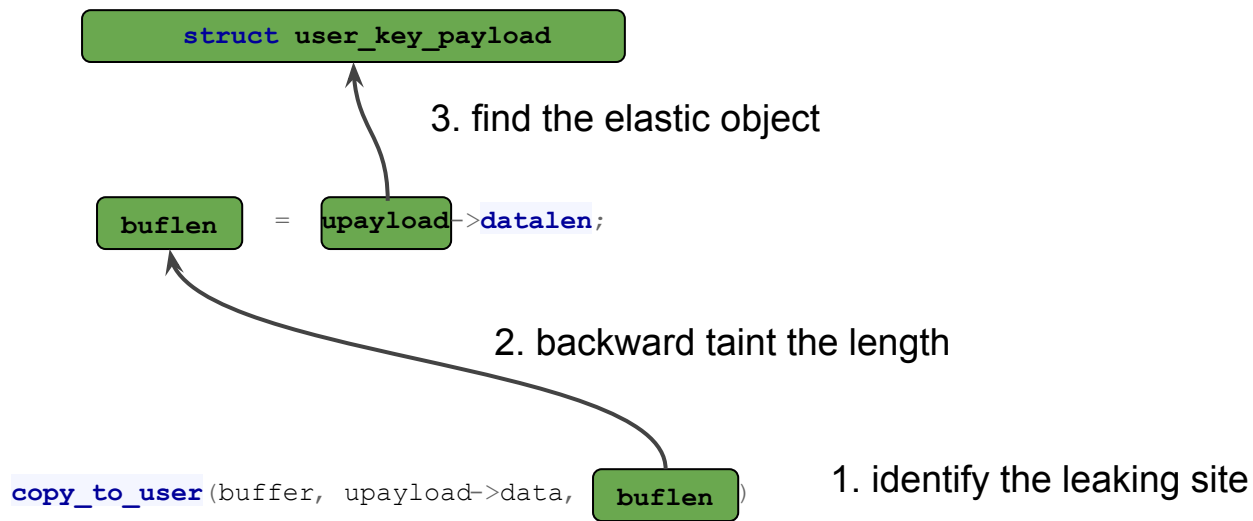 struct user_key_payload
3. find the elastic object
buflen = upayload->datalen;
2. backward taint the length
copy_to_user(buffer, upayload->data, buflen)
1. identify the leaking site